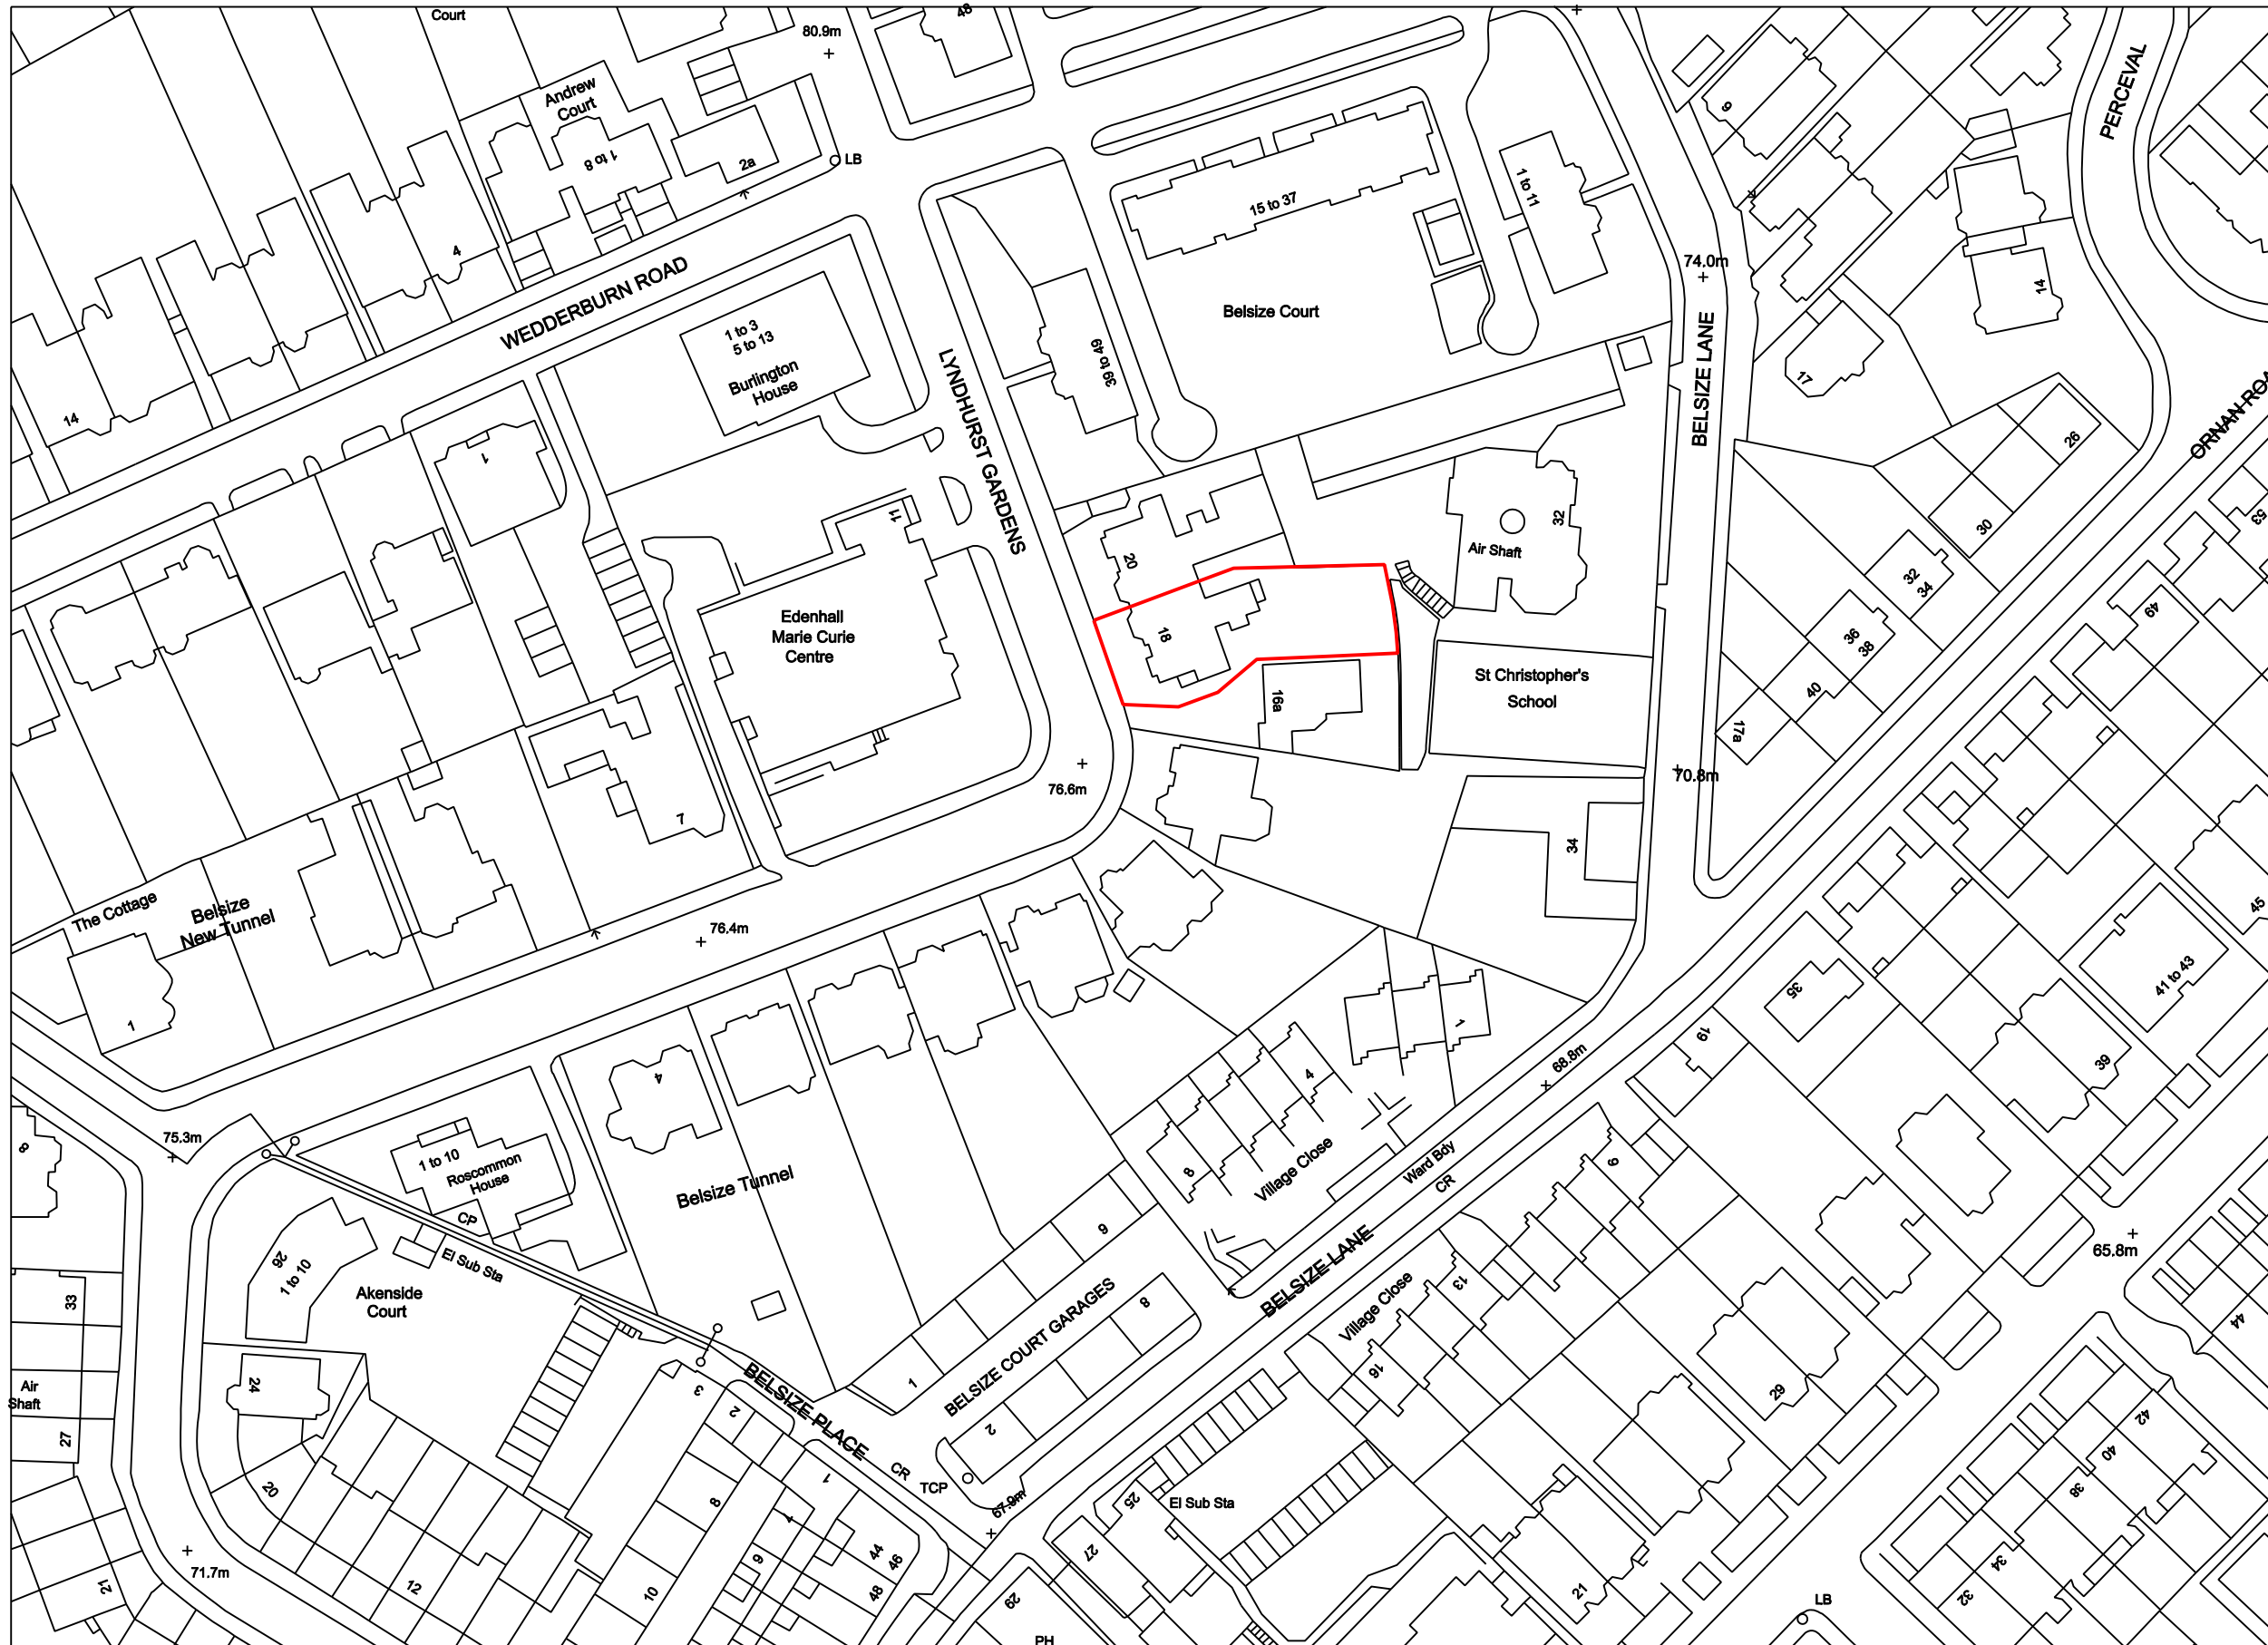 Court
48
80.9m
PERCEVAL
Andrew
Court
1 to 8
2a
LB
9
4
15 to 37
1 to 11
74.0m
14
WEDDERBURN ROAD
1 to 3
5 to 13
Burlington
House
LYNDHURST GARDENS
39 to 49
Belsize Court
BELSIZE LANE
17
14
26
30
1
11
20
32
Air Shaft
32
34
53
49
Edenhall
Marie Curie
Centre
18
16a
St Christopher's
School
36
38
40
17a
70.8m
76.6m
7
34
The Cottage
Belsize
New Tunnel
76.4m
45
1
35
41 to 43
1
19
39
68.8m
4
4
8
75.3m
8
1 to 10
Roscommon
House
CP
El Sub Sta
Belsize Tunnel
8
Village Close
Ward Bdy
CR
9
26
1 to 10
Akenside
Court
33
6
65.8m
BELSIZE LANE
Village Close
13
BELSIZE COURT GARAGES
8
1
2
44
Air
Shaft
24
27
BELSIZE PLACE
3
2
16
29
42
40
38
20
1
CR
TCP
67.9m
25
El Sub Sta
8
4
71.7m
12
10
6
44
46
48
27
21
21
34
32
29
LB
PH